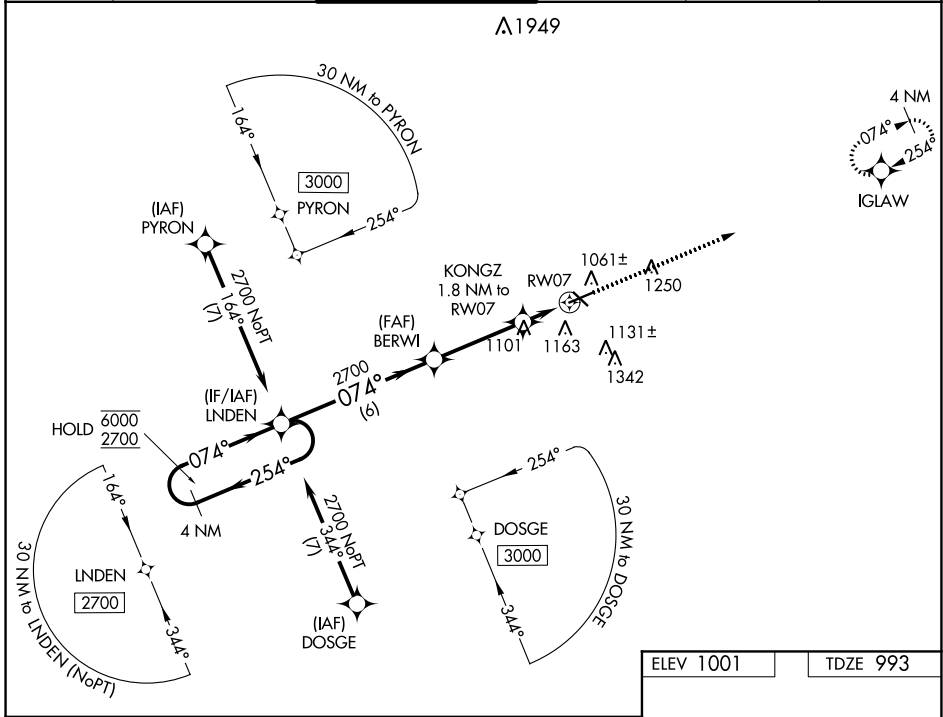 1949
30 NM to PYRON
164°
3000
PYRON
254°
4 NM
074°
254°
IGLAW
(IAF)
PYRON
2700 NoPT
164°
(7)
KONGZ
1.8 NM to
RW07
RW07
1061±
1250
(FAF)
BERWI
1101
1163
1131±
1342
2700
074°
(6)
(IF/IAF)
LNDEN
HOLD
6000
2700
074°
254°
4 NM
164°
LNDEN
2700
344°
30 NM to LNDEN (NoPT)
2700 NoPT
344°
(7)
(IAF)
DOSGE
254°
DOSGE
3000
344°
30 NM to DOSGE
ELEV 1001
TDZE 993